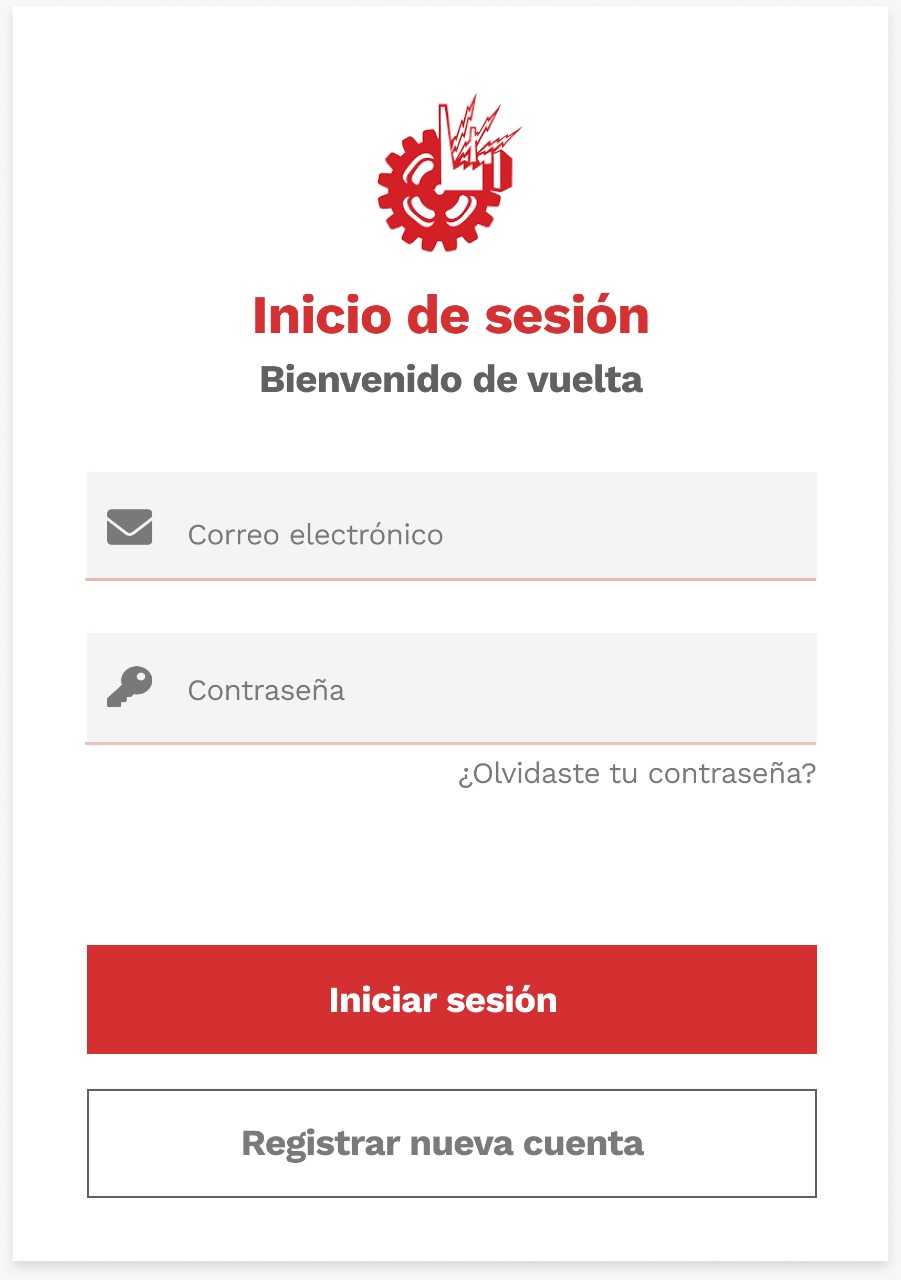 Inicio de sesión
Bienvenido de vuelta
Correo electrónico
Contraseña
¿Olvidaste tu contraseña?
Iniciar sesión
Registrar nueva cuenta